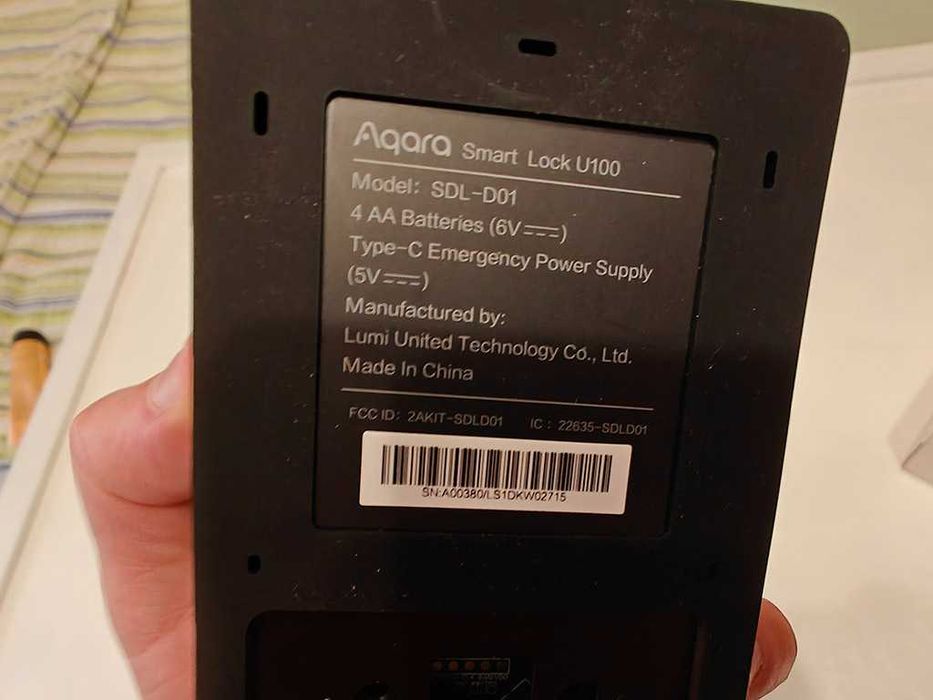 Aqara Smart Lock U100
Model: SDL-D01
4 AA Batteries (6V⎓)
Type-C Emergency Power Supply
(5V⎓)
Manufactured by:
Lumi United Technology Co., Ltd.
Made In China
FCC ID: 2AKIT-SDLD01 IC : 22635-SDLD01
SN:A00380/LS1DKW02715